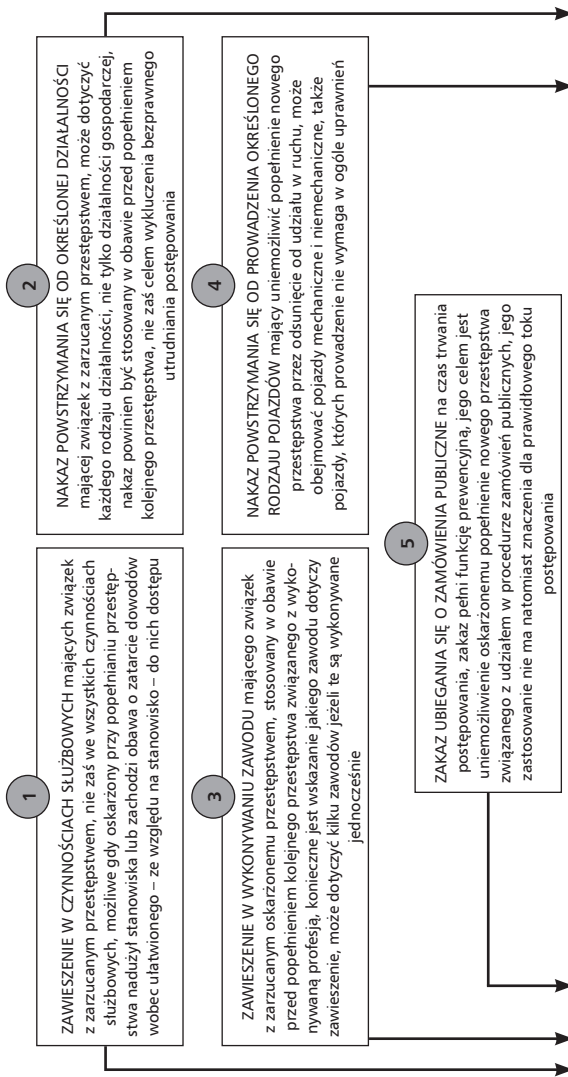 1
ZAWIESZENIE W CZYNNOŚCIACH SŁUŻBOWYCH mających związek
z zarzucanym przestępstwem, nie zaś we wszystkich czynnościach
służbowych, możliwe gdy oskarżony przy popełnianiu przestęp-
stwa nadużył stanowiska lub zachodzi obawa o zatarcie dowodów
wobec ułatwionego – ze względu na stanowisko – do nich dostępu
2
NAKAZ POWSTRZYMANIA SIĘ OD OKREŚLONEJ DZIAŁALNOŚCI
mającej związek z zarzucanym przestępstwem, może dotyczyć
każdego rodzaju działalności, nie tylko działalności gospodarczej,
nakaz powinien być stosowany w obawie przed popełnieniem
kolejnego przestępstwa, nie zaś celem wykluczenia bezprawnego
utrudniania postępowania
3
ZAWIESZENIE W WYKONYWANIU ZAWODU mającego związek
z zarzucanym oskarżonemu przestępstwem, stosowany w obawie
przed popełnieniem kolejnego przestępstwa związanego z wyko-
nywaną profesją, konieczne jest wskazanie jakiego zawodu dotyczy
zawieszenie, może dotyczyć kilku zawodów jeżeli te są wykonywane
jednocześnie
4
NAKAZ POWSTRZYMANIA SIĘ OD PROWADZENIA OKREŚLONEGO
RODZAJU POJAZDÓW mający uniemożliwić popełnienie nowego
przestępstwa przez odsunięcie od udziału w ruchu, może
obejmować pojazdy mechaniczne i niemechaniczne, także
pojazdy, których prowadzenie nie wymaga w ogóle uprawnień
5
ZAKAZ UBIEGANIA SIĘ O ZAMÓWIENIA PUBLICZNE na czas trwania
postępowania, zakaz pełni funkcję prewencyjną, jego celem jest
uniemożliwienie oskarżonemu popełnienie nowego przestępstwa
związanego z udziałem w procedurze zamówień publicznych, jego
zastosowanie nie ma natomiast znaczenia dla prawidłowego toku
postępowania